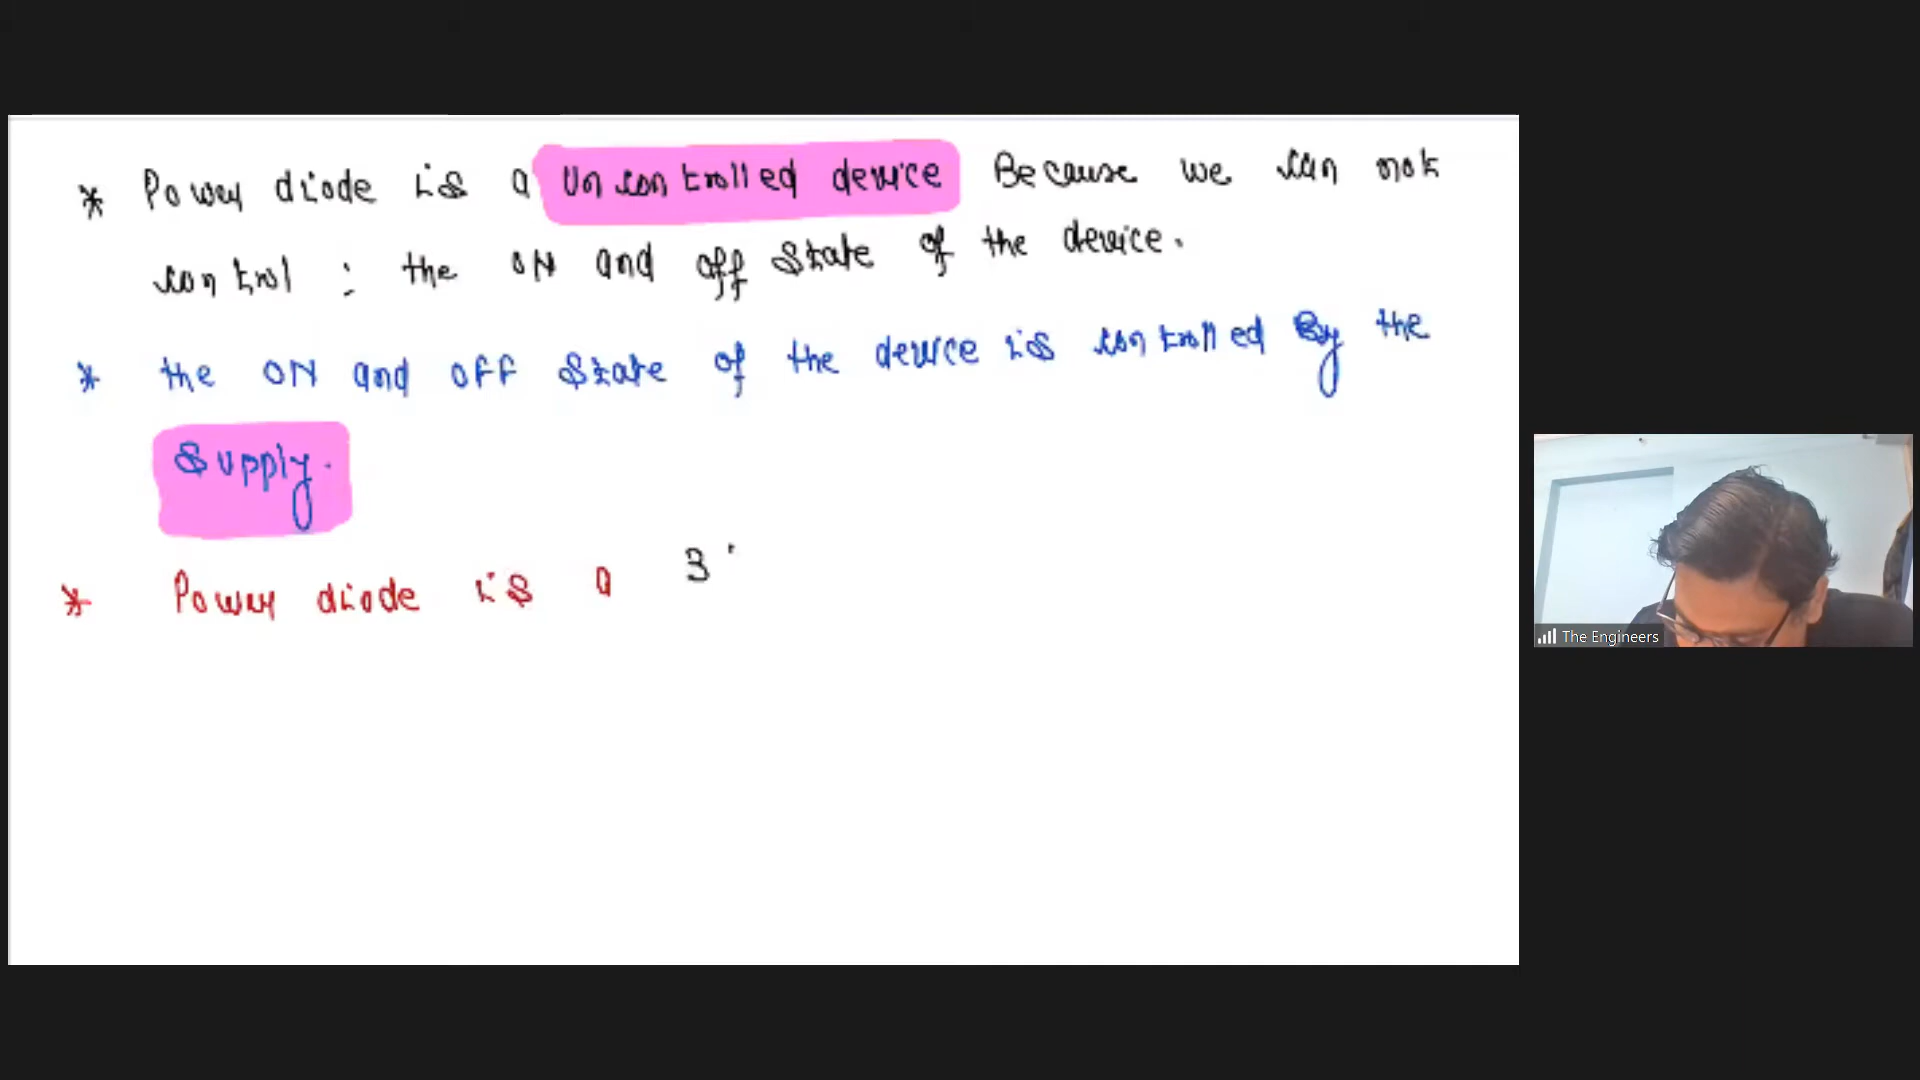 * Power diode is a Uncontrolled device Because we can not
control : the ON and off state of the device.
* the ON and OFF state of the device is controlled By the
supply.
* Power diode is a 3
The Engineers